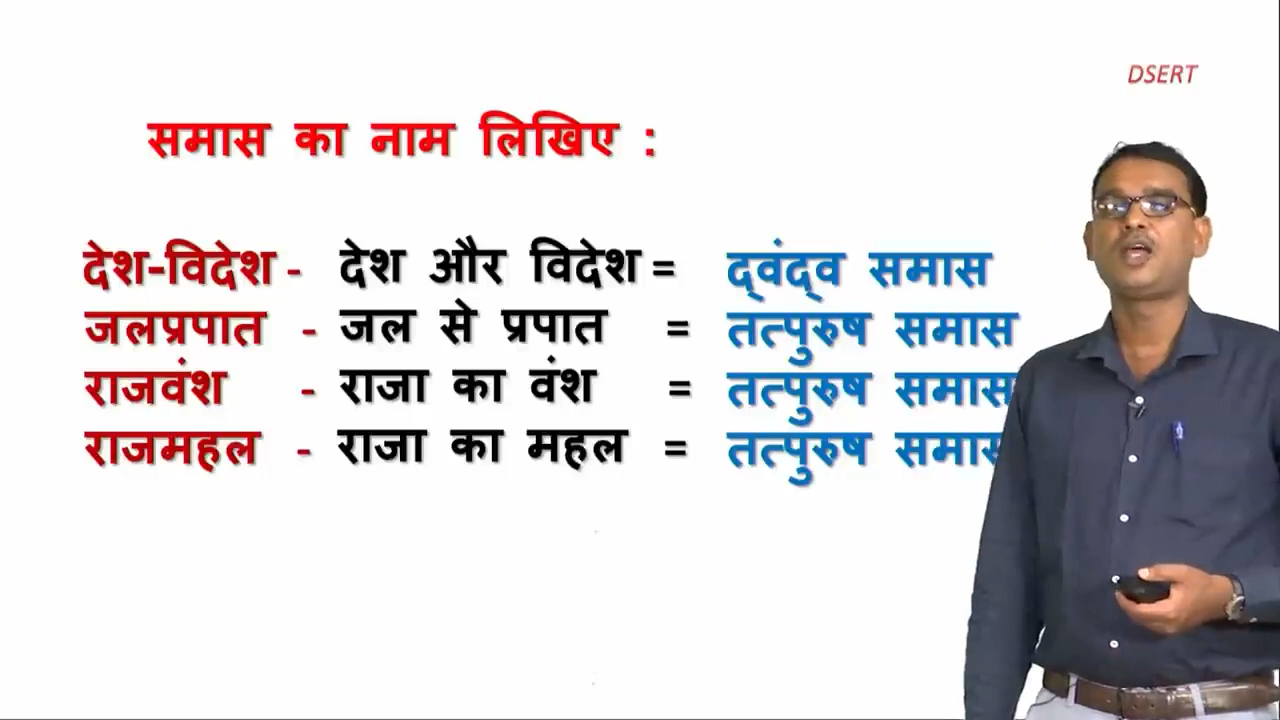 DSERT
समास का नाम लिखिए :
देश-विदेश - देश और विदेश = द्वंद्व समास
जलप्रपात - जल से प्रपात = तत्पुरुष समास
राजवंश - राजा का वंश = तत्पुरुष समास
राजमहल - राजा का महल = तत्पुरुष समास